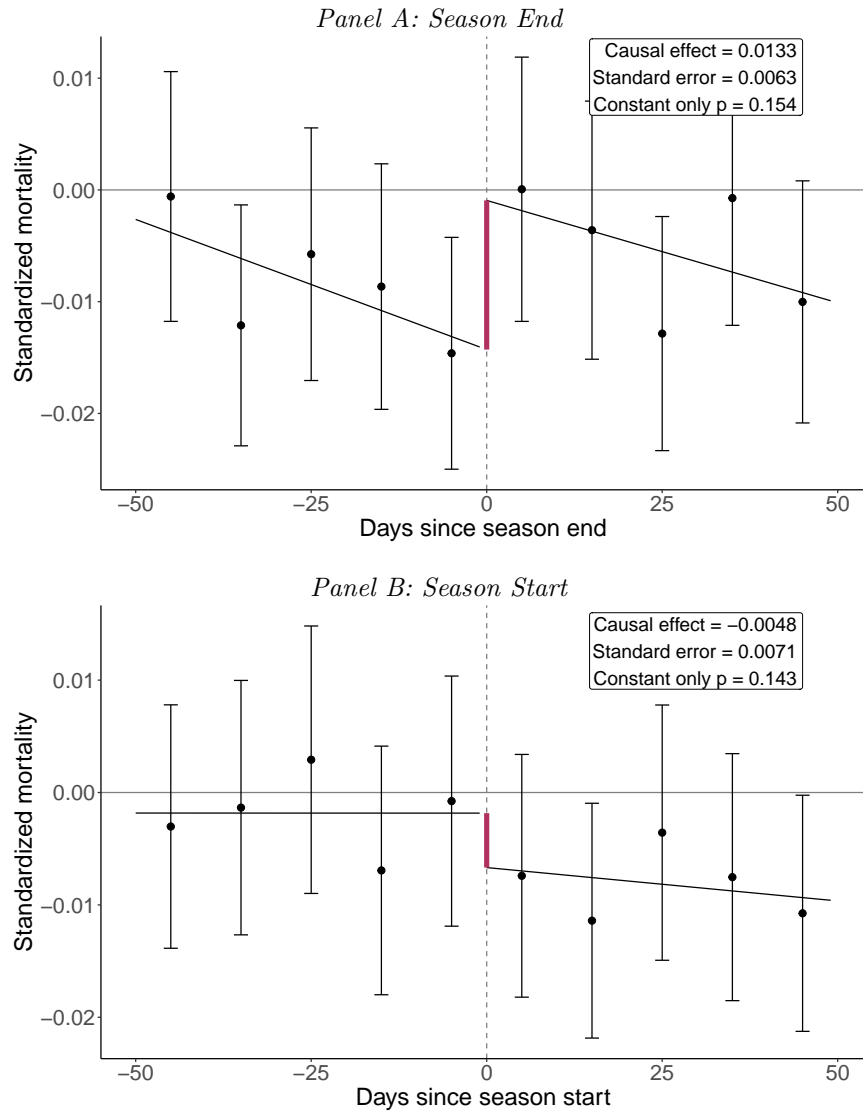 Panel A: Season End
Causal effect = 0.0133
Standard error = 0.0063
Constant only p = 0.154
0.01
0.00
−0.01
−0.02
Standardized mortality
−50
−25
0
25
50
Days since season end
Panel B: Season Start
Causal effect = −0.0048
Standard error = 0.0071
Constant only p = 0.143
0.01
0.00
−0.01
−0.02
Standardized mortality
−50
−25
0
25
50
Days since season start